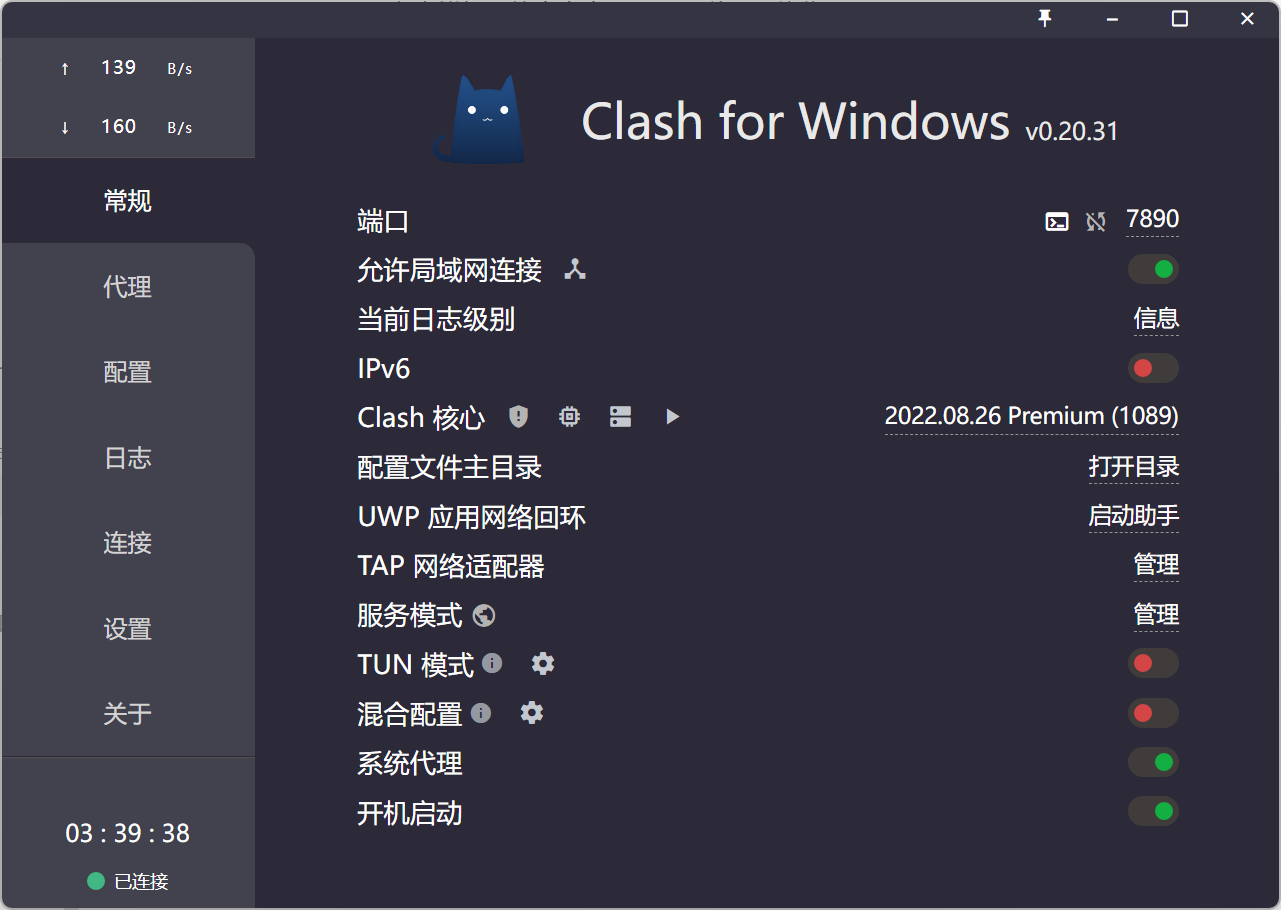 ↑ 139 B/s
↓ 160 B/s
常规
代理
配置
日志
连接
设置
关于
03 : 39 : 38
已连接
Clash for Windows v0.20.31
端口 7890
允许局域网连接
当前日志级别 信息
IPv6
Clash 核心 2022.08.26 Premium (1089)
配置文件主目录 打开目录
UWP 应用网络回环 启动助手
TAP 网络适配器 管理
服务模式 管理
TUN 模式
混合配置
系统代理
开机启动